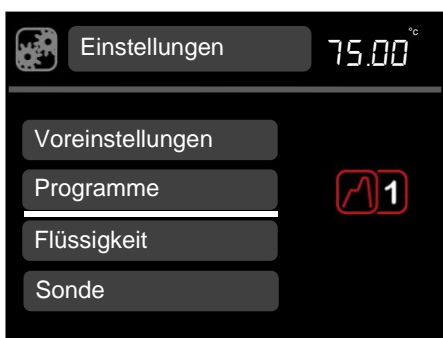 Einstellungen
75.00 °c
Voreinstellungen
Programme
1
Flüssigkeit
Sonde